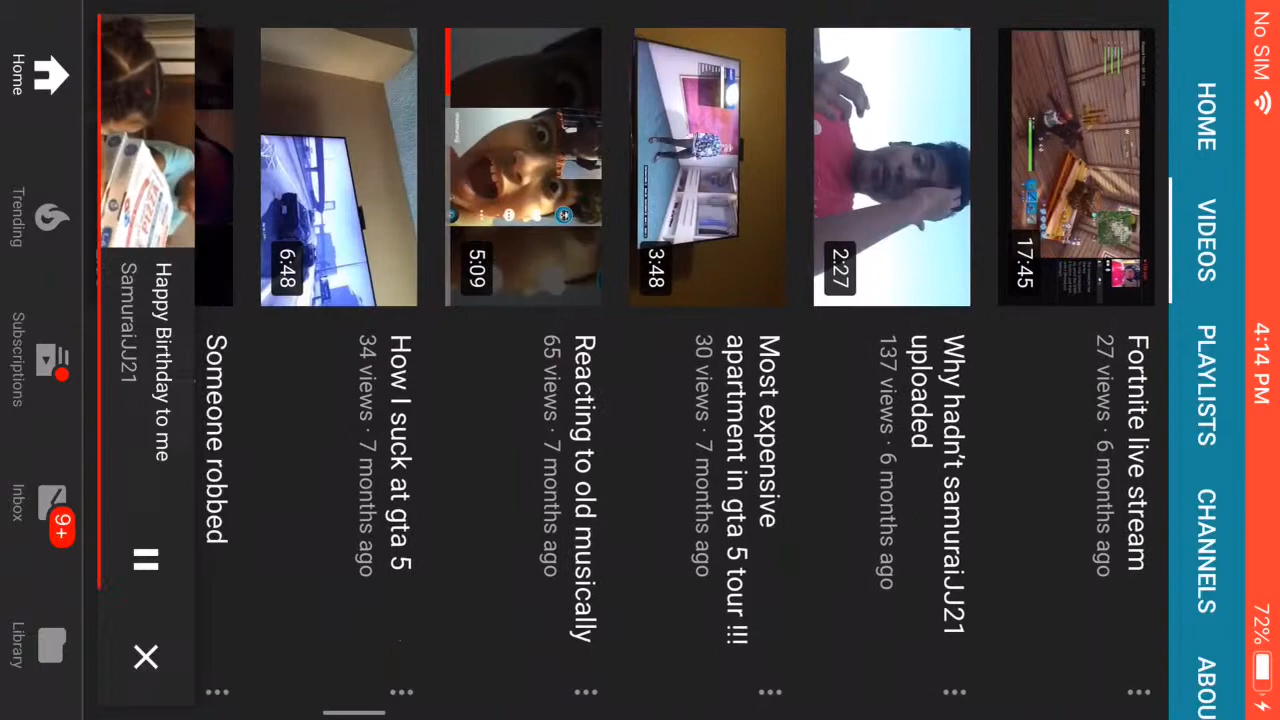 No SIM 4:14 PM 72%
HOME VIDEOS PLAYLISTS CHANNELS ABOU
17:45
Fortnite live stream
27 views · 6 months ago
2:27
Why hadn't samuraiJJ21
uploaded
137 views · 6 months ago
3:48
Most expensive
apartment in gta 5 tour !!!
30 views · 7 months ago
5:09
Reacting to old musically
65 views · 7 months ago
6:48
How I suck at gta 5
34 views · 7 months ago
Someone robbed
Happy Birthday to me
SamuraiJJ21
9+
Home Trending Subscriptions Inbox Library